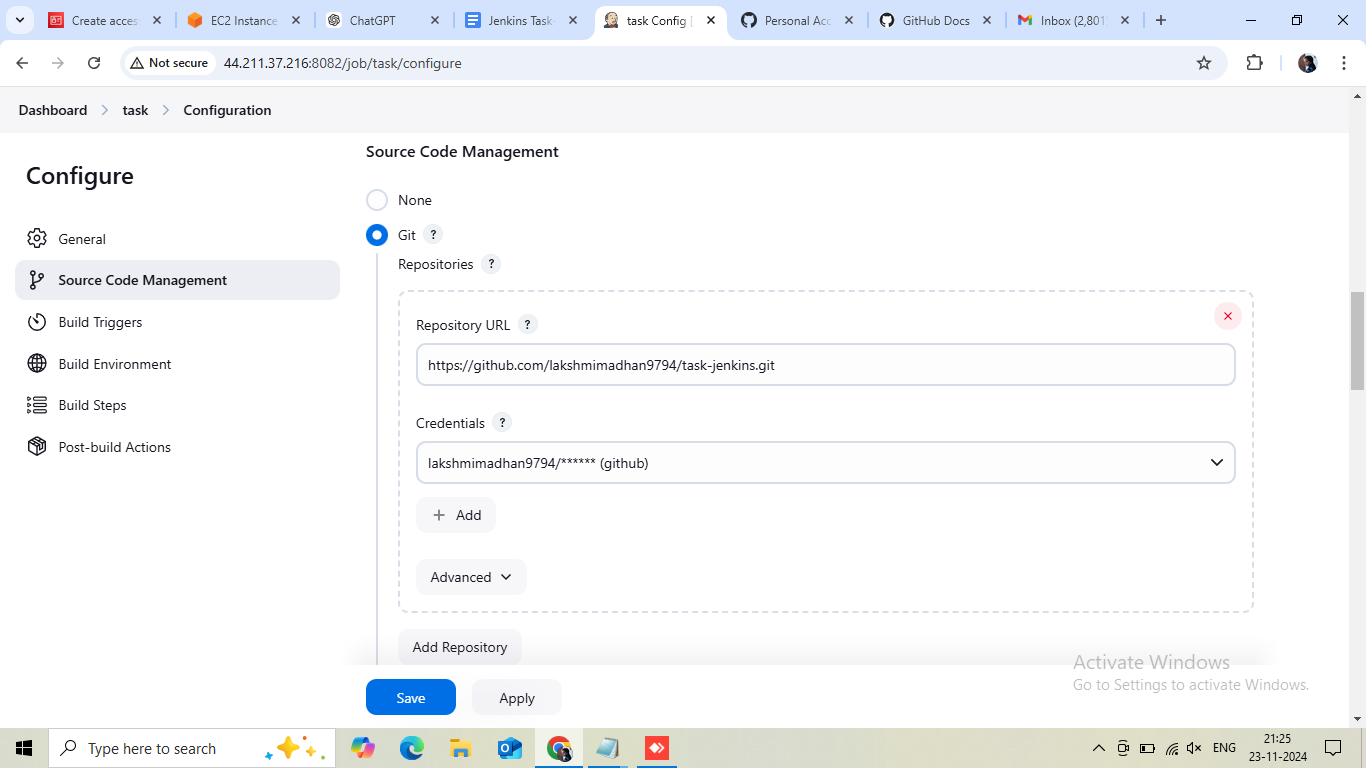 Create acces
EC2 Instance
ChatGPT
Jenkins Task
task Config [
Personal Acc
GitHub Docs
Inbox (2,801
Not secure
44.211.37.216:8082/job/task/configure
Dashboard
task
Configuration
Configure
General
Source Code Management
Build Triggers
Build Environment
Build Steps
Post-build Actions
Source Code Management
None
Git ?
Repositories ?
Repository URL ?
https://github.com/lakshmimadhan9794/task-jenkins.git
Credentials ?
lakshmimadhan9794/****** (github)
+ Add
Advanced
Add Repository
Save
Apply
Activate Windows
Go to Settings to activate Windows.
Type here to search
ENG
21:25
23-11-2024